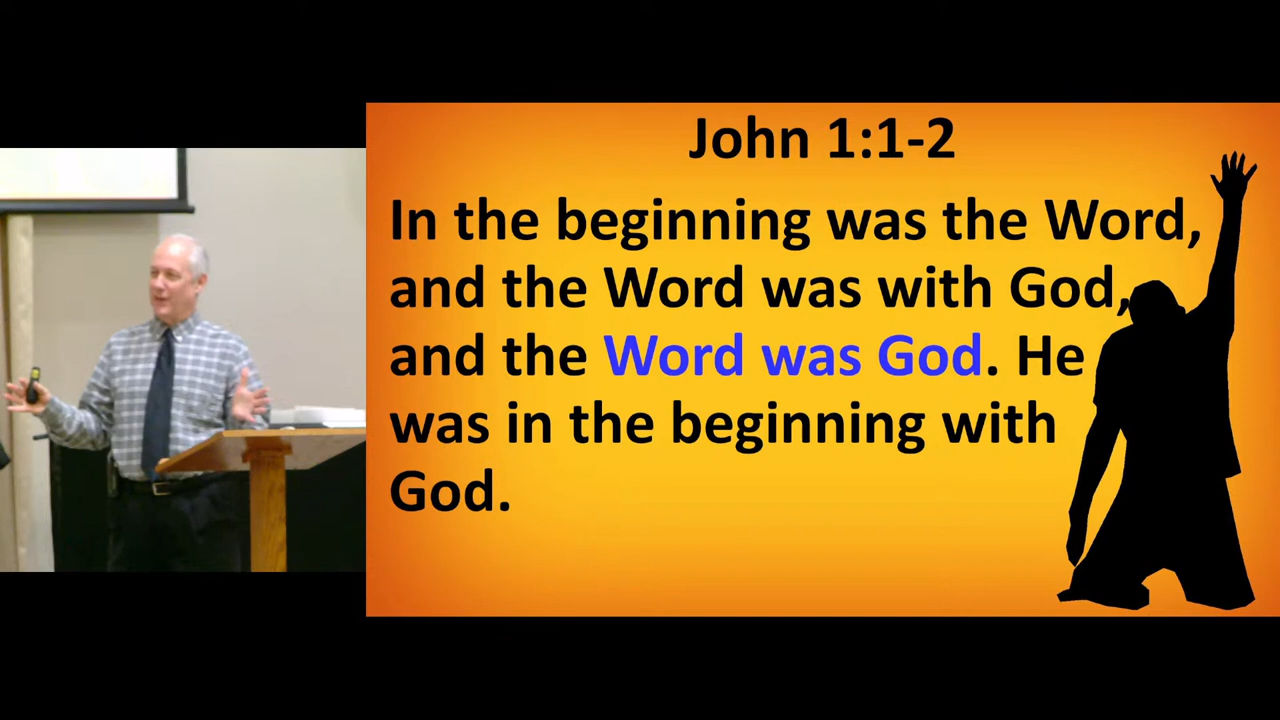 John 1:1-2
In the beginning was the Word,
and the Word was with God,
and the Word was God. He
was in the beginning with
God.